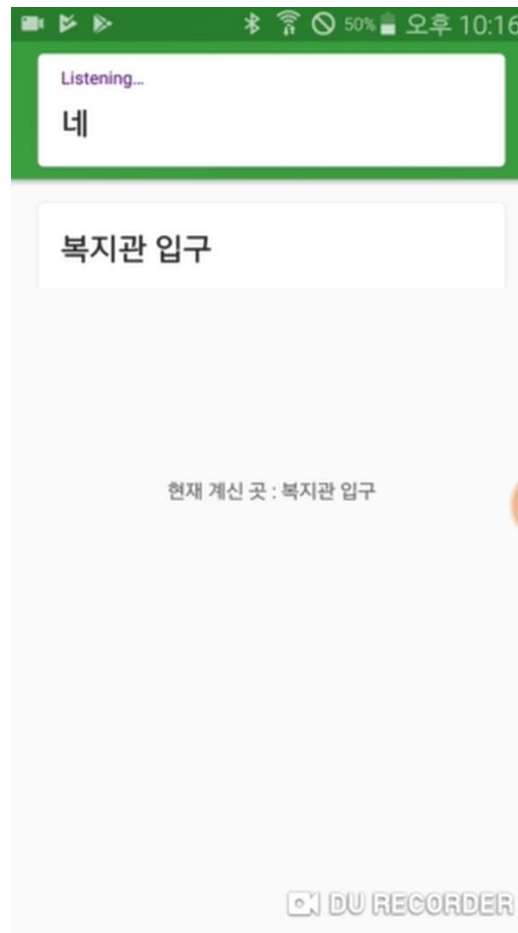 50% 오후 10:16
Listening...
네
복지관 입구
현재 계신 곳 : 복지관 입구
DU RECORDER